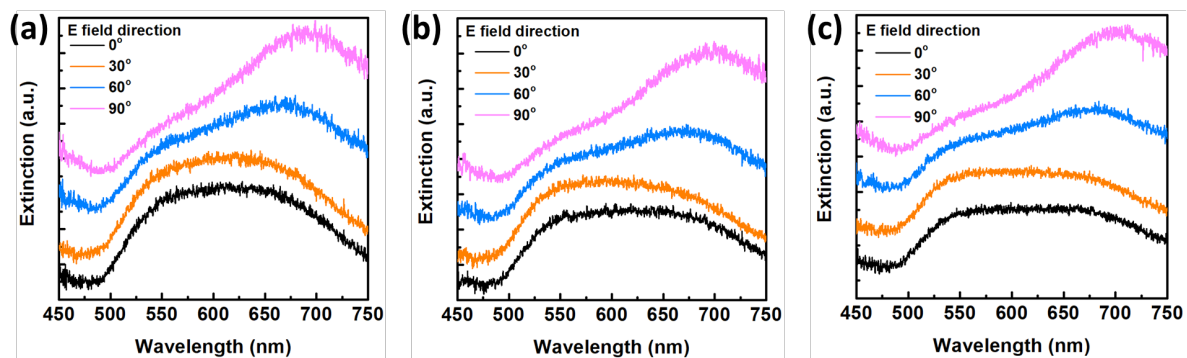 (a)
E field direction
0°
30°
60°
90°
Extinction (a.u.)
450 500 550 600 650 700 750
Wavelength (nm)
(b)
E field direction
0°
30°
60°
90°
Extinction (a.u.)
450 500 550 600 650 700 750
Wavelength (nm)
(c)
E field direction
0°
30°
60°
90°
Extinction (a.u.)
450 500 550 600 650 700 750
Wavelength (nm)